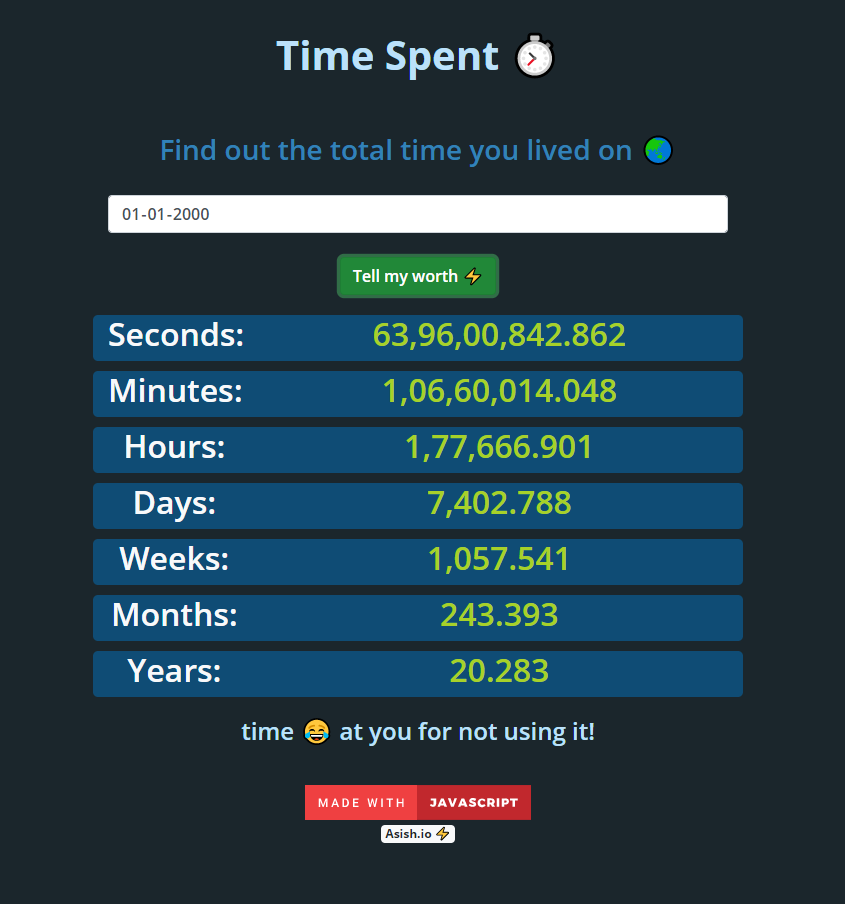 Time Spent ⏱
Find out the total time you lived on 🌏
01-01-2000
Tell my worth ⚡
Seconds: 63,96,00,842.862
Minutes: 1,06,60,014.048
Hours: 1,77,666.901
Days: 7,402.788
Weeks: 1,057.541
Months: 243.393
Years: 20.283
time 😂 at you for not using it!
MADE WITH JAVASCRIPT
Asish.io ⚡